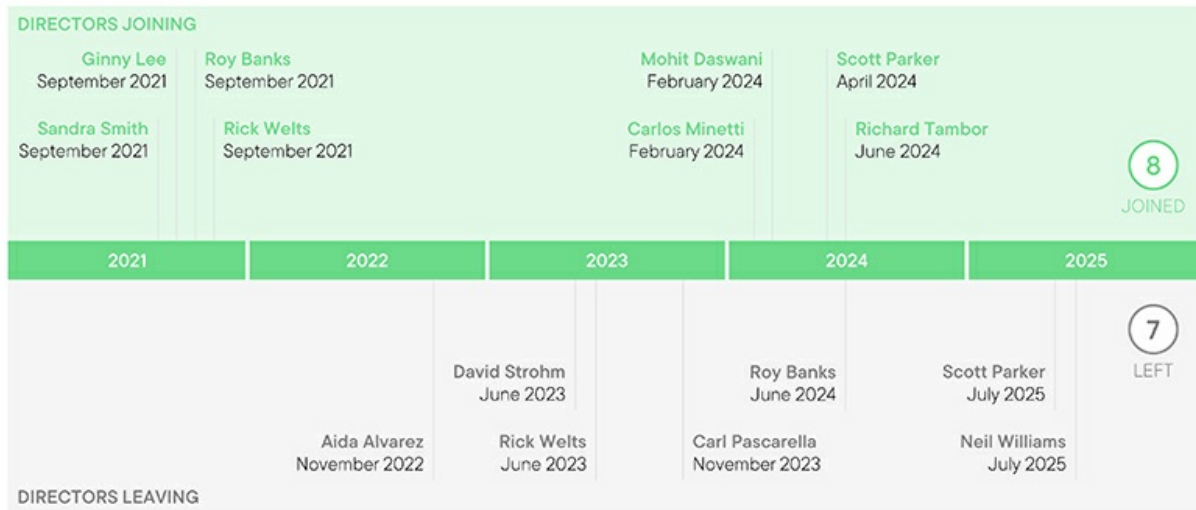 DIRECTORS JOINING
Ginny Lee
September 2021
Roy Banks
September 2021
Mohit Daswani
February 2024
Scott Parker
April 2024
Sandra Smith
September 2021
Rick Welts
September 2021
Carlos Minetti
February 2024
Richard Tambor
June 2024
8
JOINED
2021
2022
2023
2024
2025
7
LEFT
David Strohm
June 2023
Roy Banks
June 2024
Scott Parker
July 2025
Aida Alvarez
November 2022
Rick Welts
June 2023
Carl Pascarella
November 2023
Neil Williams
July 2025
DIRECTORS LEAVING